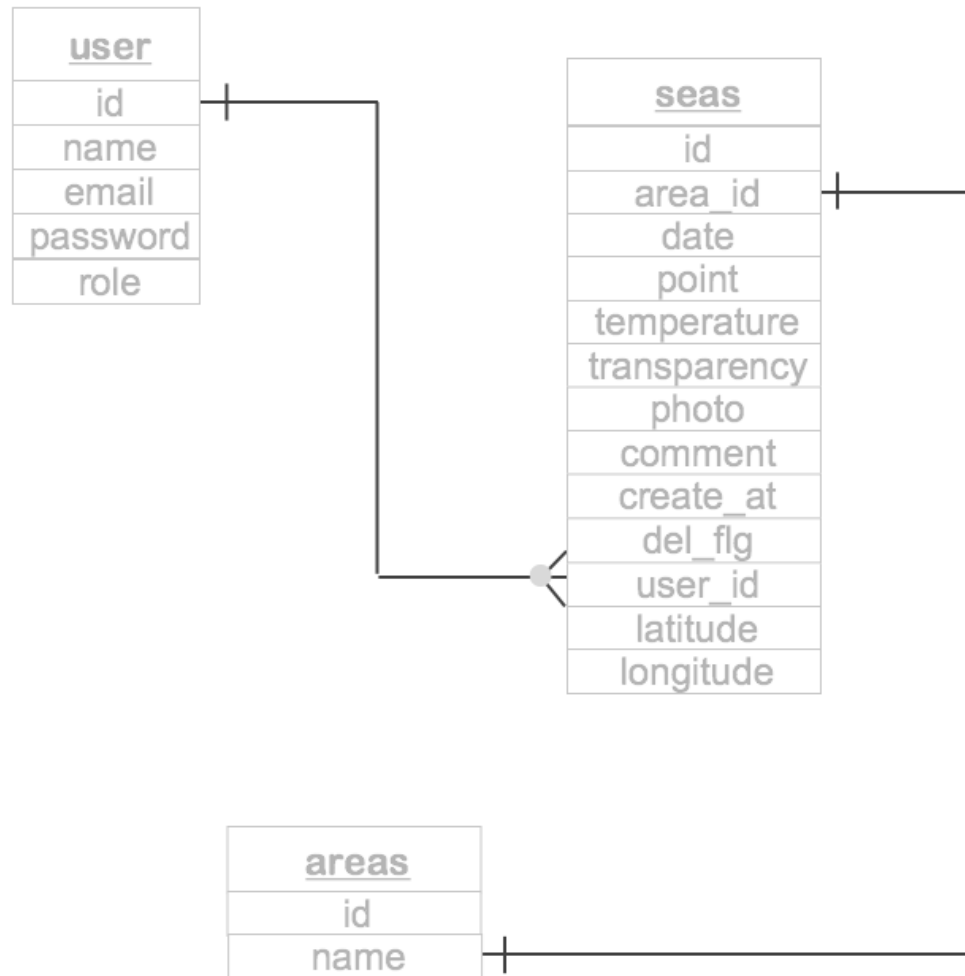 user
id
name
email
password
role
seas
id
area_id
date
point
temperature
transparency
photo
comment
create_at
del_flg
user_id
latitude
longitude
areas
id
name